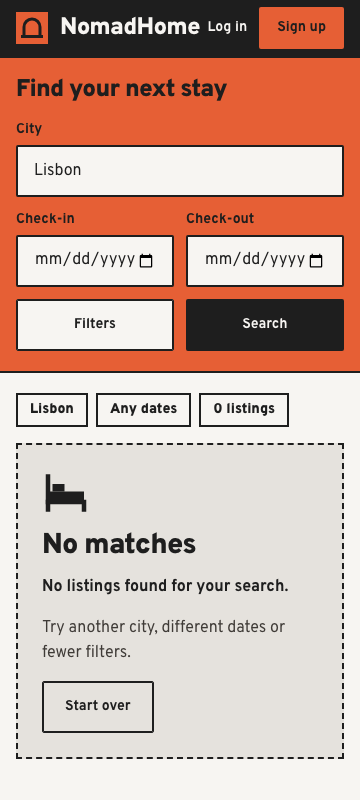 NomadHome Log in Sign up
Find your next stay
City
Lisbon
Check-in Check-out
mm/dd/yyyy mm/dd/yyyy
Filters Search
Lisbon Any dates 0 listings
No matches
No listings found for your search.
Try another city, different dates or
fewer filters.
Start over